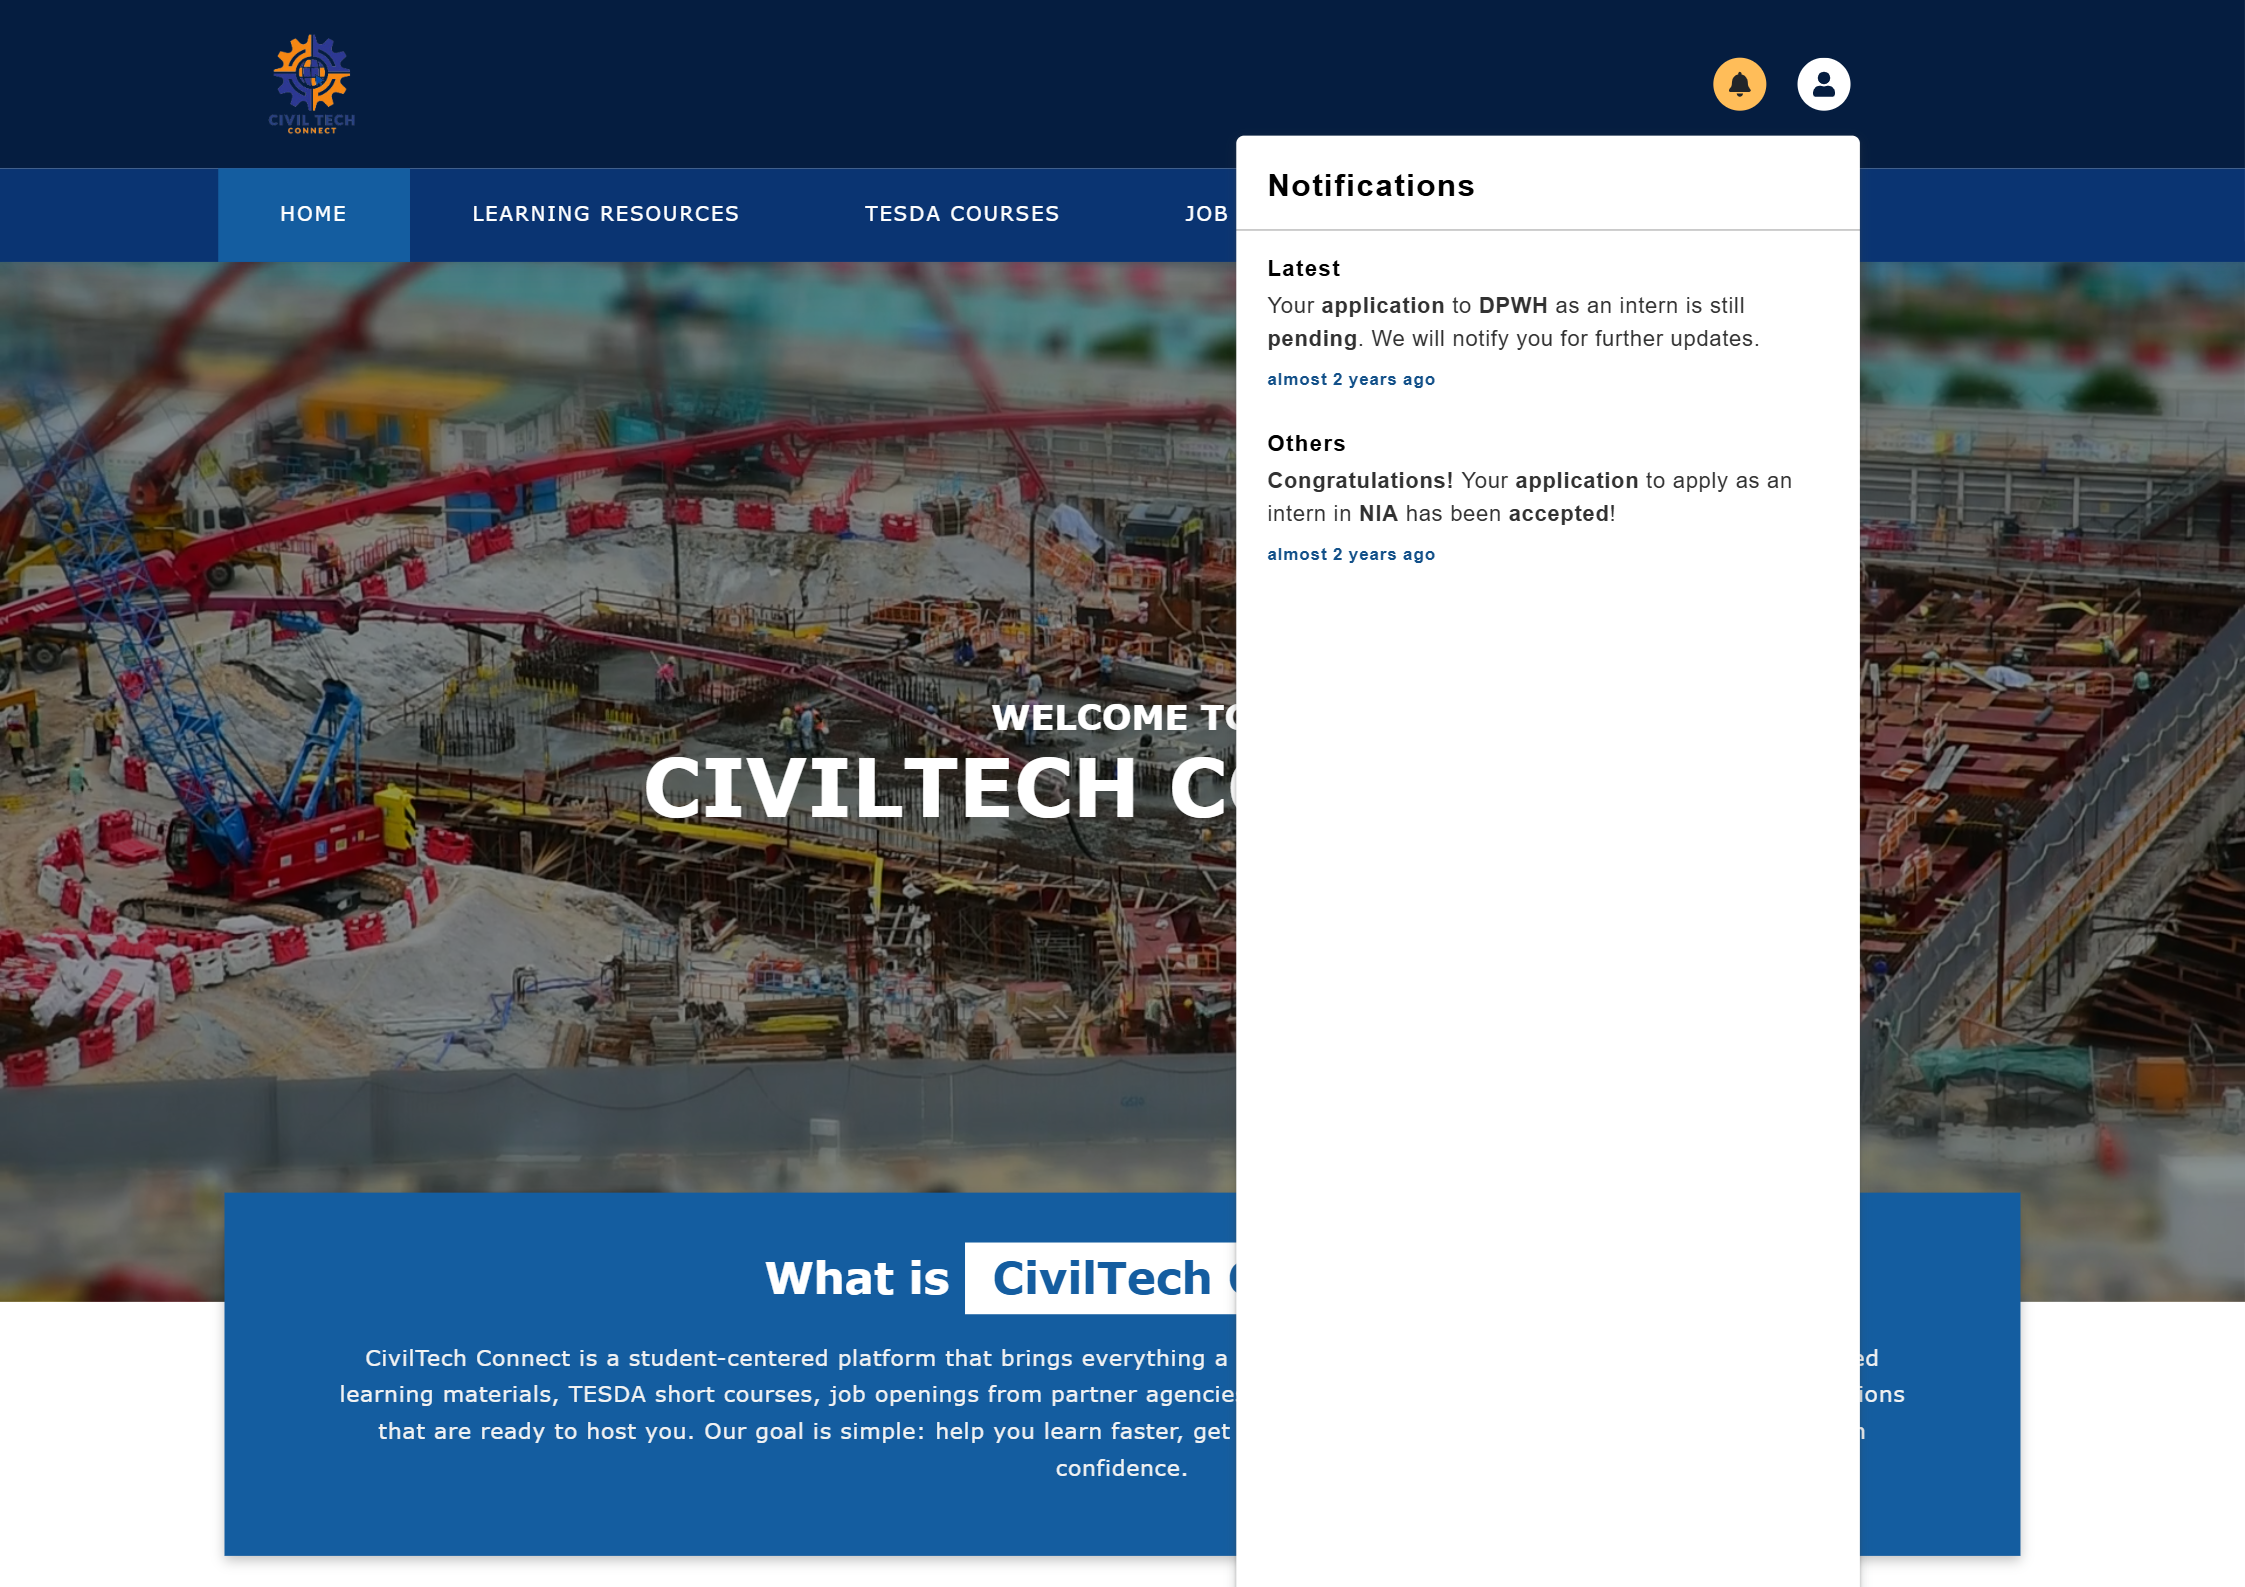 CIVIL TECH
CONNECT
HOME
LEARNING RESOURCES
TESDA COURSES
JOB
Notifications
Latest
Your application to DPWH as an intern is still
pending. We will notify you for further updates.
almost 2 years ago
Others
Congratulations! Your application to apply as an
intern in NIA has been accepted!
almost 2 years ago
WELCOME TO
CIVILTECH
What is CivilTech
CivilTech Connect is a student-centered platform that brings everything a
learning materials, TESDA short courses, job openings from partner agencies
that are ready to host you. Our goal is simple: help you learn faster, get
confidence.